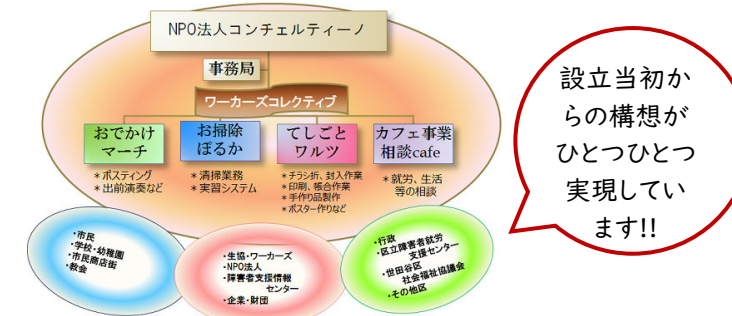 NPO法人コンチェルティーノ
事務局
ワーカーズコレクティブ
おでかけ
マーチ
＊ポスティング
＊出前演奏など
お掃除
ぽるか
＊清掃業務
＊実習システム
てしごと
ワルツ
＊チラシ折、封入作業
＊印刷、帳合作業
＊手作り品製作
＊ポスター作りなど
カフェ事業
相談cafe
＊就労、生活
等の相談
・市民
・学校・幼稚園
・市民商店街
・教会
・生協・ワーカーズ
・NPO法人
・障害者支援情報
センター
・企業・財団
・行政
・区立障害者就労
支援センター
・世田谷区
社会福祉協議会
・その他区
設立当初か
らの構想が
ひとつひとつ
実現してい
ます!!